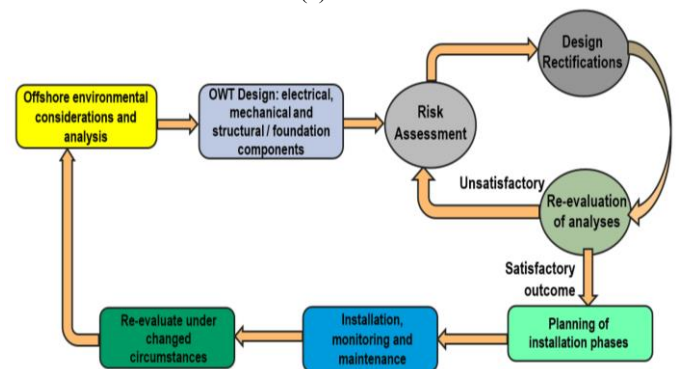 Offshore environmental
considerations and
analysis
OWT Design: electrical,
mechanical and
structural / foundation
components
Risk
Assessment
Design
Rectifications
Unsatisfactory
Re-evaluation
of analyses
Satisfactory
outcome
Planning of
installation phases
Installation,
monitoring and
maintenance
Re-evaluate under
changed
circumstances